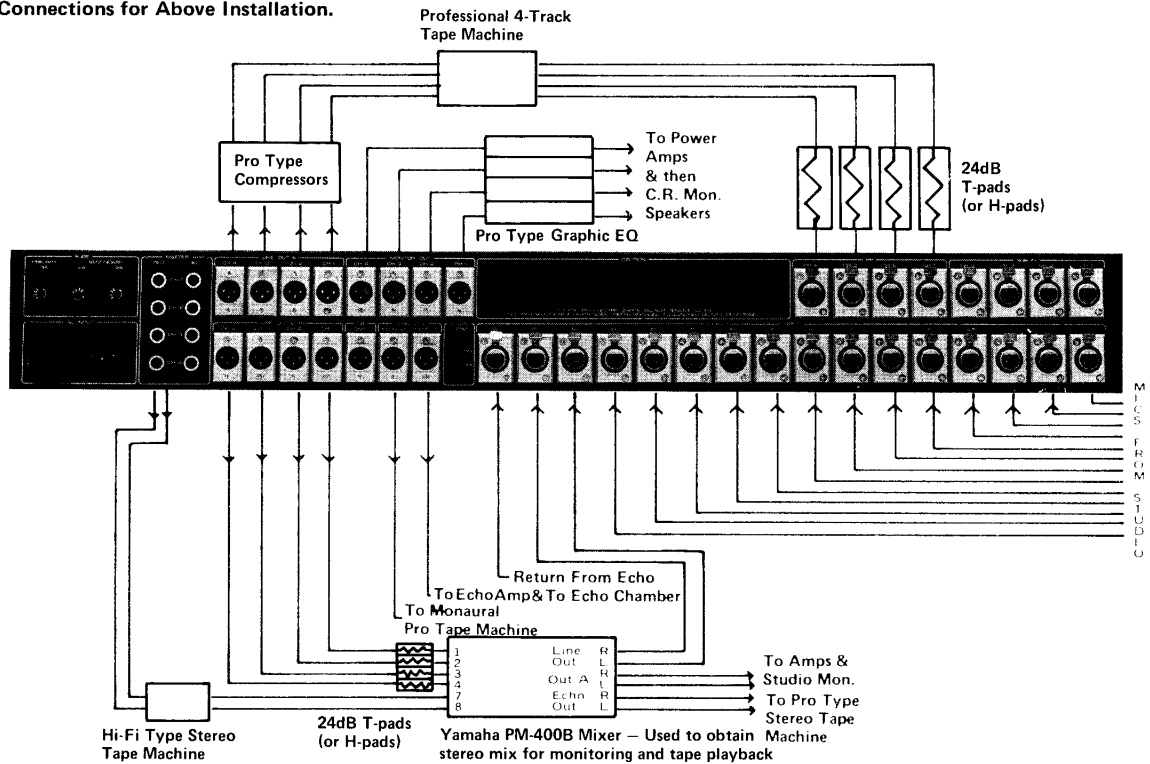 Connections for Above Installation.
Professional 4-Track
Tape Machine
Pro Type
Compressors
To Power
Amps
& then
C.R. Mon.
Speakers
Pro Type Graphic EQ
24dB
T-pads
(or H-pads)
MICS FROM STUDIO
Return From Echo
To Echo Amp & To Echo Chamber
To Monaural
Pro Tape Machine
1 Line R
2 Out L
3 Out A R
4 L
7 Echo R
8 Out L
To Amps &
Studio Mon.
To Pro Type
Stereo Tape
Machine
Hi-Fi Type Stereo
Tape Machine
24dB T-pads
(or H-pads)
Yamaha PM-400B Mixer — Used to obtain
stereo mix for monitoring and tape playback